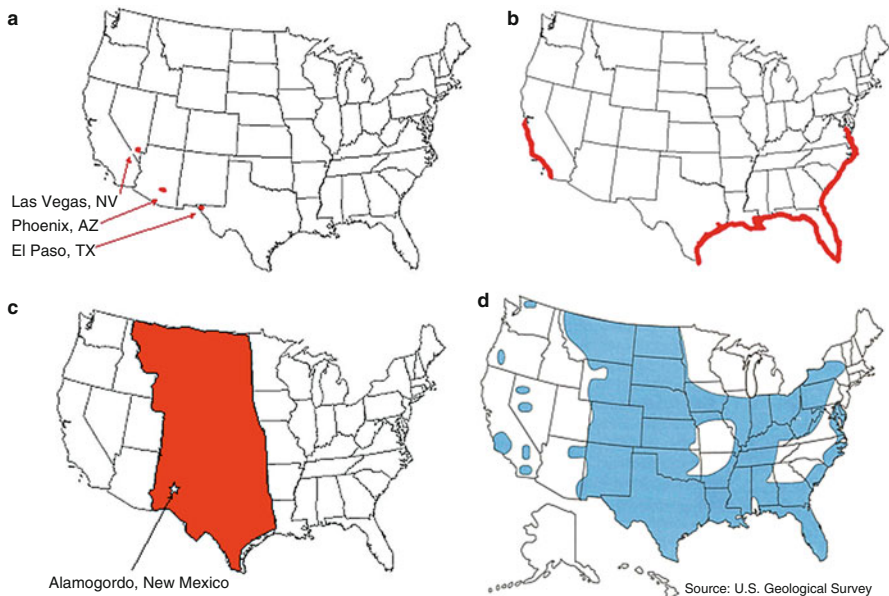 a
b
Las Vegas, NV
Phoenix, AZ
El Paso, TX
c
d
Alamogordo, New Mexico
Source: U.S. Geological Survey